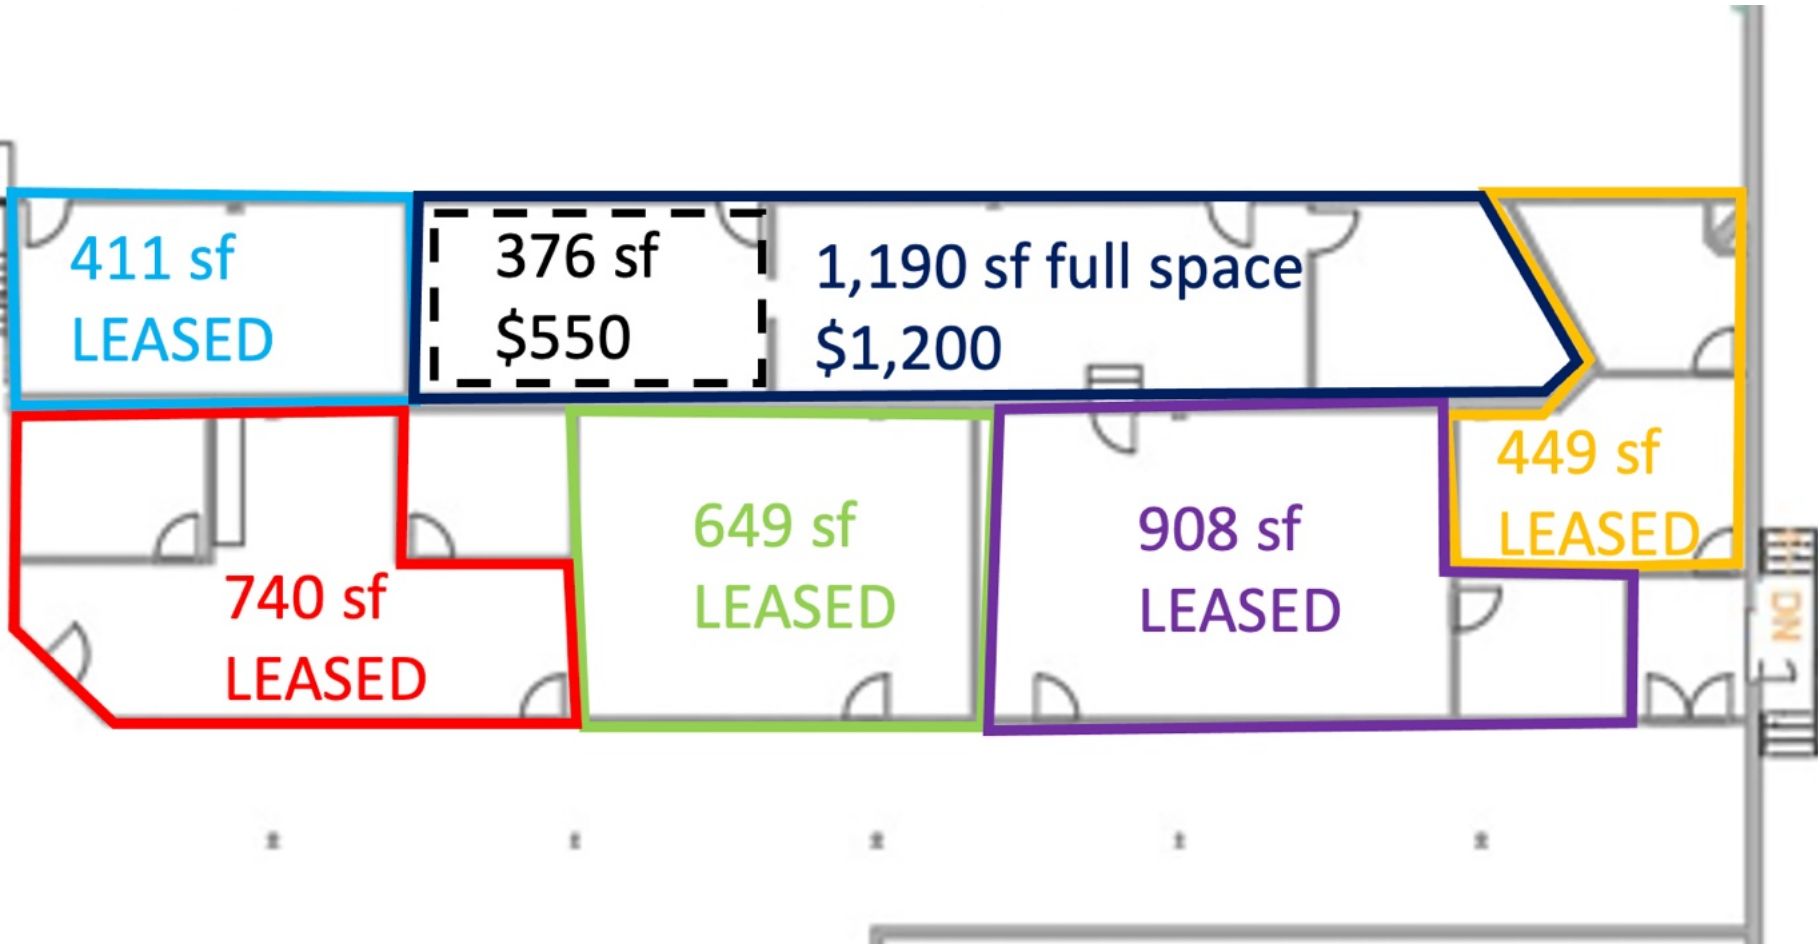 411 sf
LEASED
376 sf
$550
1,190 sf full space
$1,200
449 sf
LEASED
740 sf
LEASED
649 sf
LEASED
908 sf
LEASED
DN